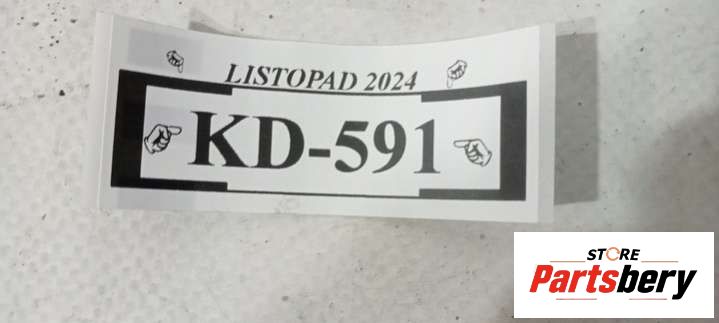 LISTOPAD 2024
KD-591
STORE
Partsbery